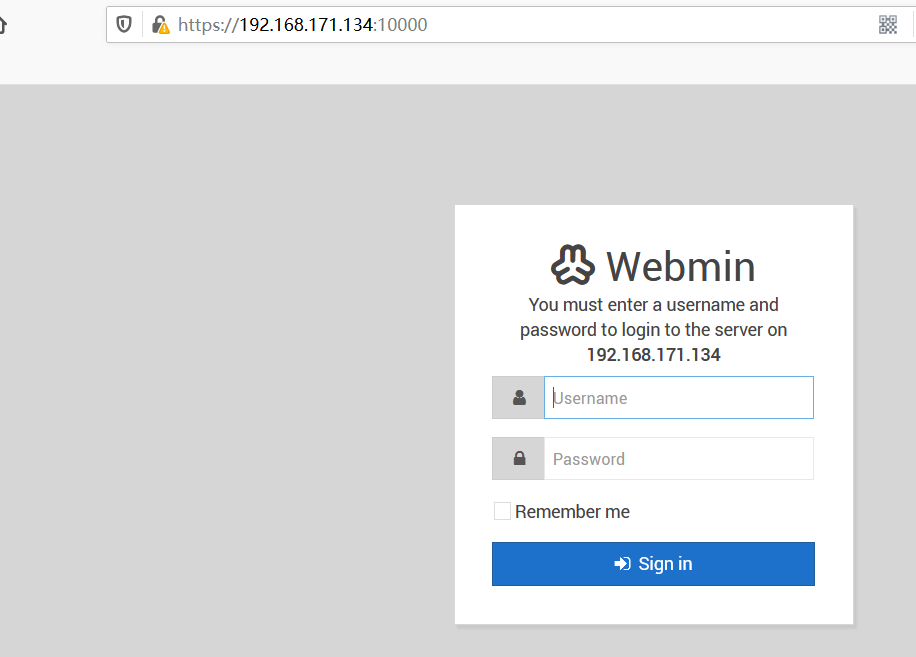 https://192.168.171.134:10000
Webmin
You must enter a username and
password to login to the server on
192.168.171.134
Username
Password
Remember me
Sign in